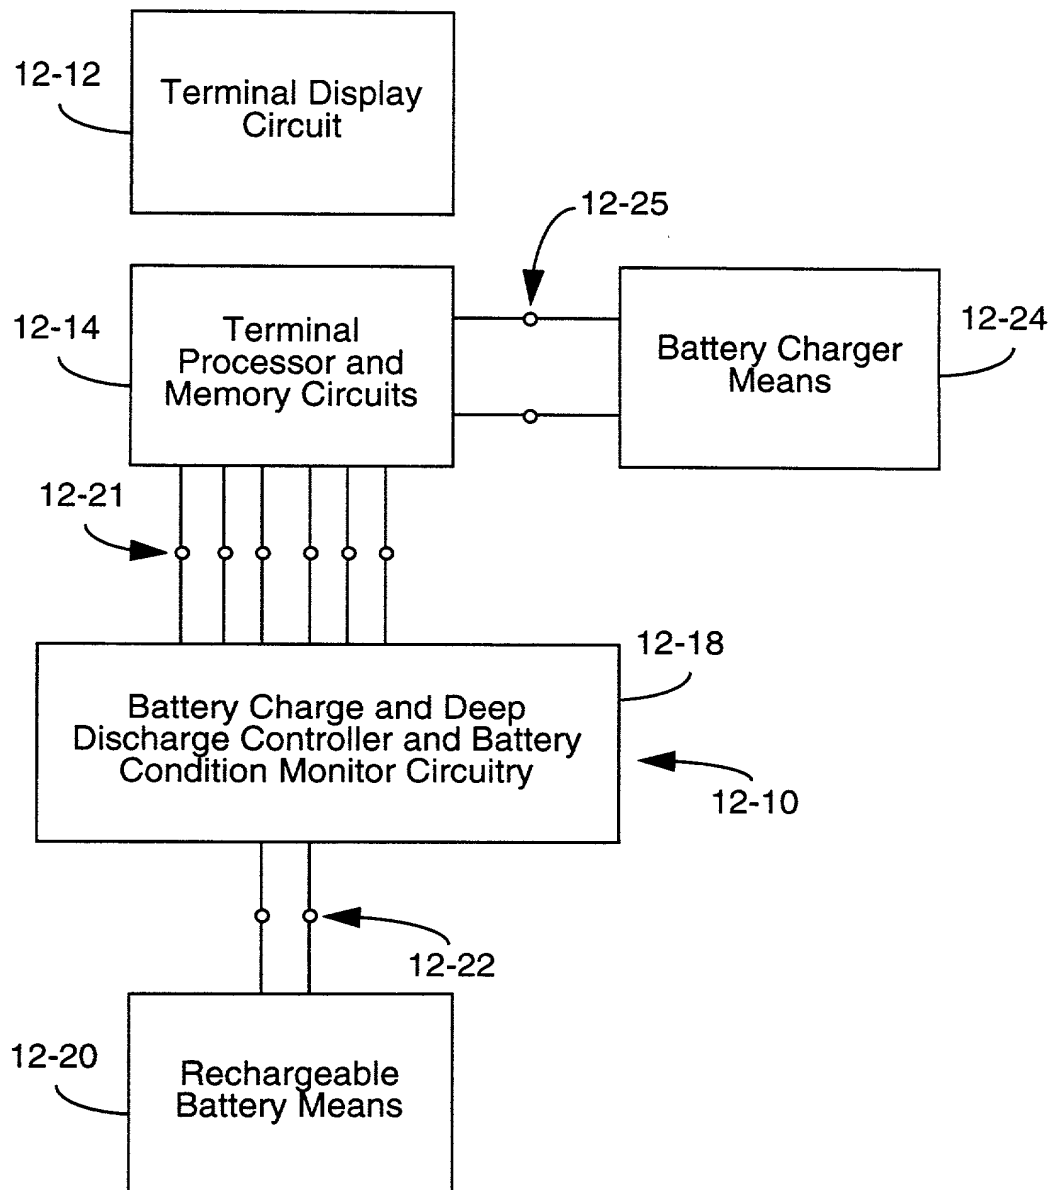 12-12
Terminal Display
Circuit
12-25
12-14
Terminal
Processor and
Memory Circuits
Battery Charger
Means
12-24
12-21
12-18
Battery Charge and Deep
Discharge Controller and Battery
Condition Monitor Circuitry
12-10
12-22
12-20
Rechargeable
Battery Means